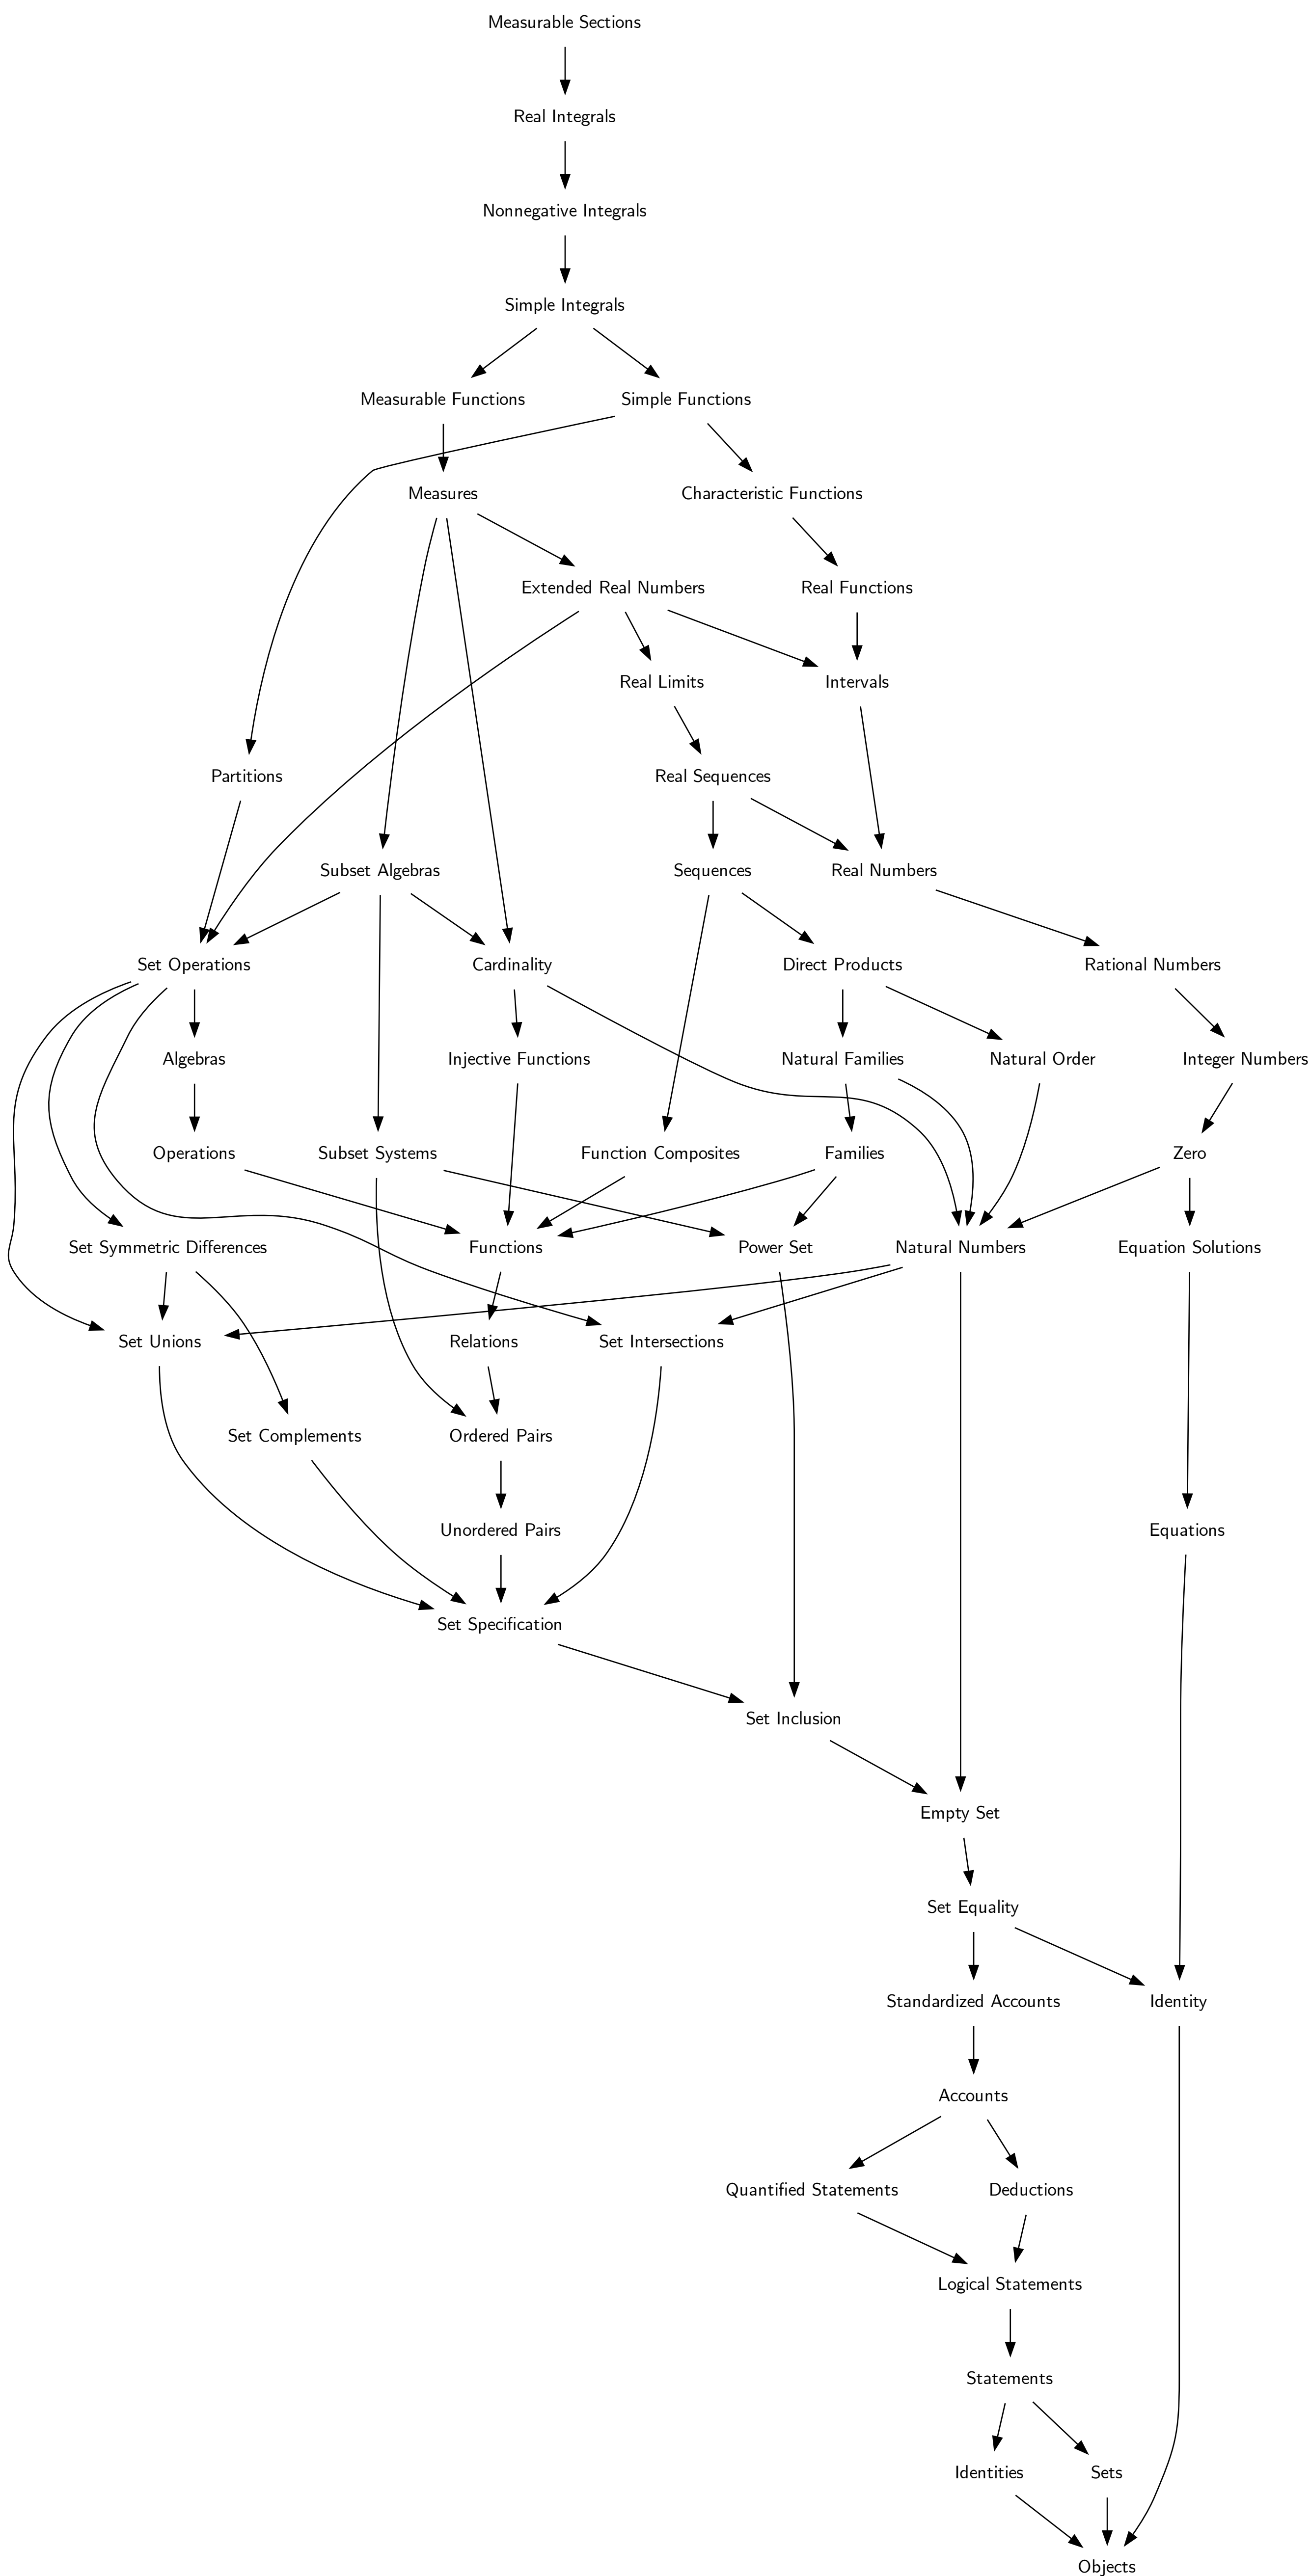 Measurable Sections
Real Integrals
Nonnegative Integrals
Simple Integrals
Measurable Functions
Simple Functions
Measures
Characteristic Functions
Extended Real Numbers
Real Functions
Real Limits
Intervals
Partitions
Real Sequences
Subset Algebras
Sequences
Real Numbers
Set Operations
Cardinality
Direct Products
Rational Numbers
Algebras
Injective Functions
Natural Families
Natural Order
Integer Numbers
Operations
Subset Systems
Function Composites
Families
Zero
Set Symmetric Differences
Functions
Power Set
Natural Numbers
Equation Solutions
Set Unions
Relations
Set Intersections
Set Complements
Ordered Pairs
Unordered Pairs
Equations
Set Specification
Set Inclusion
Empty Set
Set Equality
Standardized Accounts
Identity
Accounts
Quantified Statements
Deductions
Logical Statements
Statements
Identities
Sets
Objects